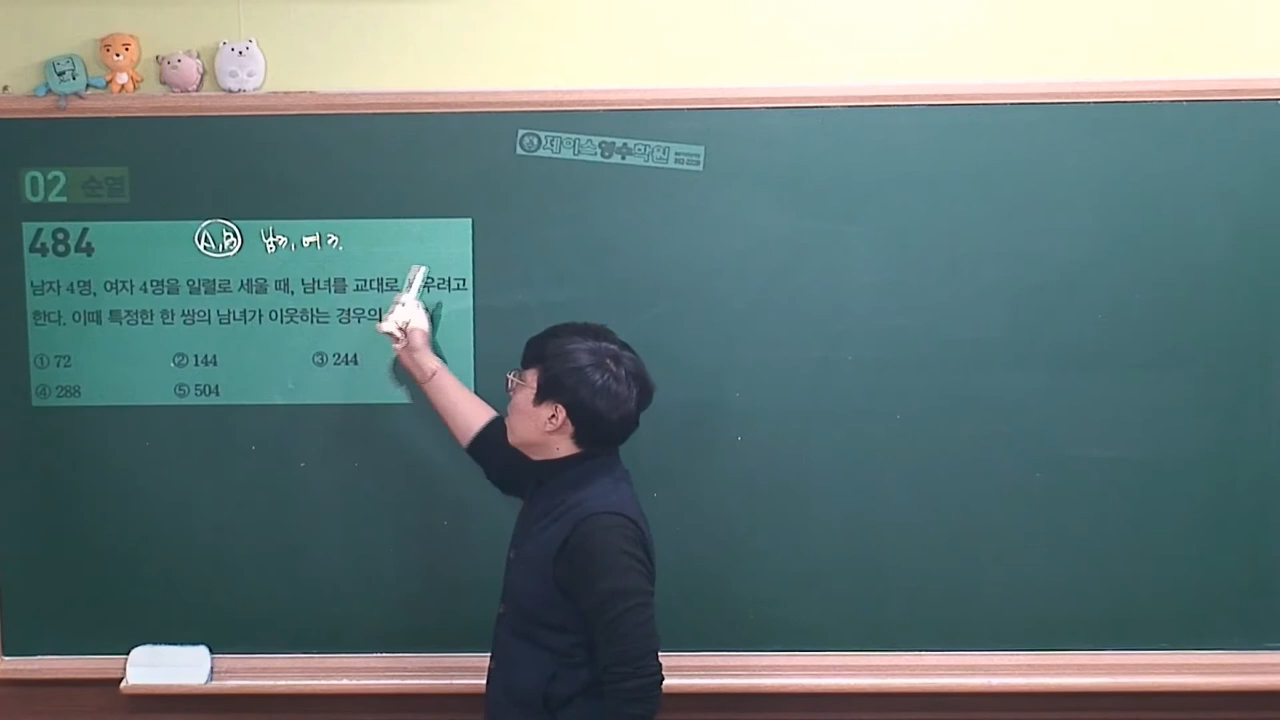 제이스영수학원
02 순열
484
A,B 남3, 여3.
남자 4명, 여자 4명을 일렬로 세울 때, 남녀를 교대로 우려고
한다. 이때 특정한 한 쌍의 남녀가 이웃하는 경우의
① 72 ② 144 ③ 244
④ 288 ⑤ 504